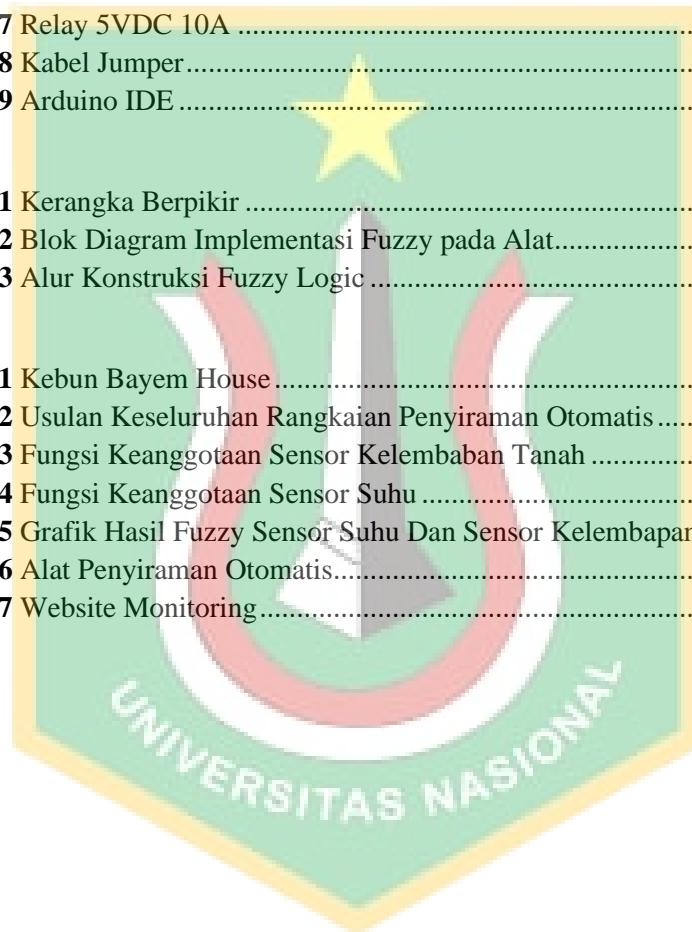 7 Relay 5VDC 10A ..........................................................................
8 Kabel Jumper...................................................................................
9 Arduino IDE ....................................................................................
1 Kerangka Berpikir .........................................................................
2 Blok Diagram Implementasi Fuzzy pada Alat.......................
3 Alur Konstruksi Fuzzy Logic .....................................................
1 Kebun Bayem House.....................................................................
2 Usulan Keseluruhan Rangkaian Penyiraman Otomatis.....
3 Fungsi Keanggotaan Sensor Kelembaban Tanah .................
4 Fungsi Keanggotaan Sensor Suhu .............................................
5 Grafik Hasil Fuzzy Sensor Suhu Dan Sensor Kelembapan
6 Alat Penyiraman Otomatis...........................................................
7 Website Monitoring.......................................................................
UNIVERSITAS NASIONAL